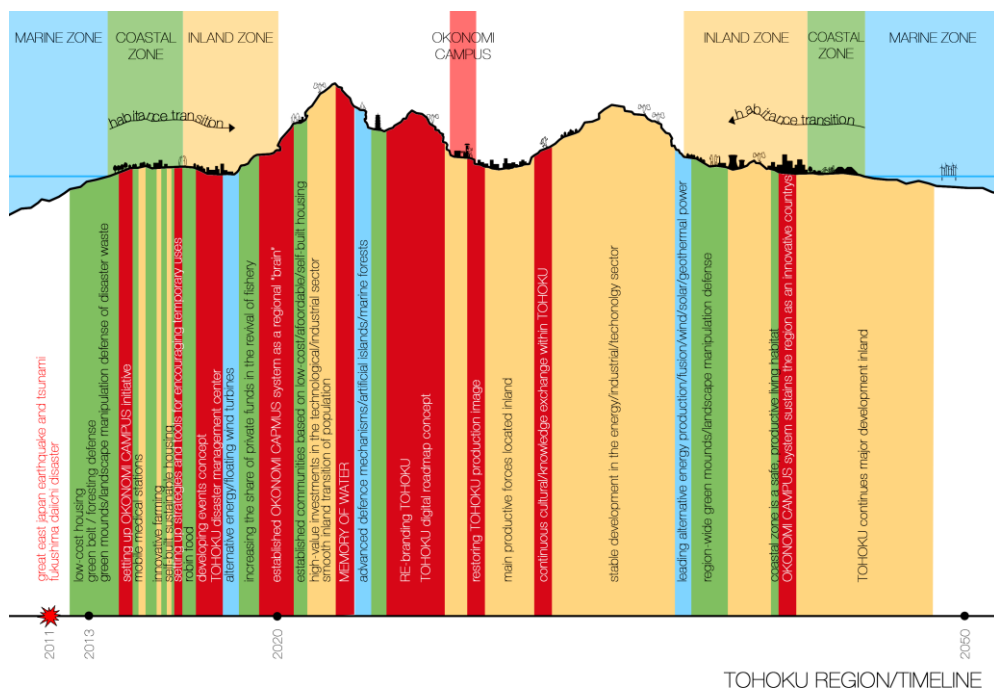 MARINE ZONE
COASTAL
ZONE
INLAND ZONE
OKONOMI
CAMPUS
INLAND ZONE
COASTAL
ZONE
MARINE ZONE
habitance transition
habitance transition
great east japan earthquake and tsunami
fukushima daiichi disaster
low-cost housing
green belt / foresting defense
green mounds/landscape manipulation defense of disaster waste
setting up OKONOMI CAMPUS initiative
mobile medical stations
innovative farming
self-built sustainable housing
setting up strategies and tools for encouraging temporary uses
robin food
developing events concept
TOHOKU disaster management center
alternative energy/floating wind turbines
increasing the share of private funds in the revival of fishery
established OKONOMI CAPMUS system as a regional "brain"
established communities based on low-cost/afoordable/self-built housing
high-value investments in the technological/industrial sector
smooth inland transition of population
MEMORY OF WATER
advanced defence mechanisms/artificial islands/marine forests
RE-branding TOHOKU
TOHOKU digital roadmap concept
restoring TOHOKU production image
main productive forces located inland
continuous cultural/knowledge exchange within TOHOKU
stable development in the energy/industrial/techonolgy sector
leading alternative energy production/fusion/wind/solar/geothermal power
region-wide green mounds/landscape manipulation defense
coastal zone is a safe, productive living habitat
OKONOMI CAMPUS system sustains the region as an innovative countrys
TOHOKU continues major development inland
2011
2013
2020
2050
TOHOKU REGION/TIMELINE